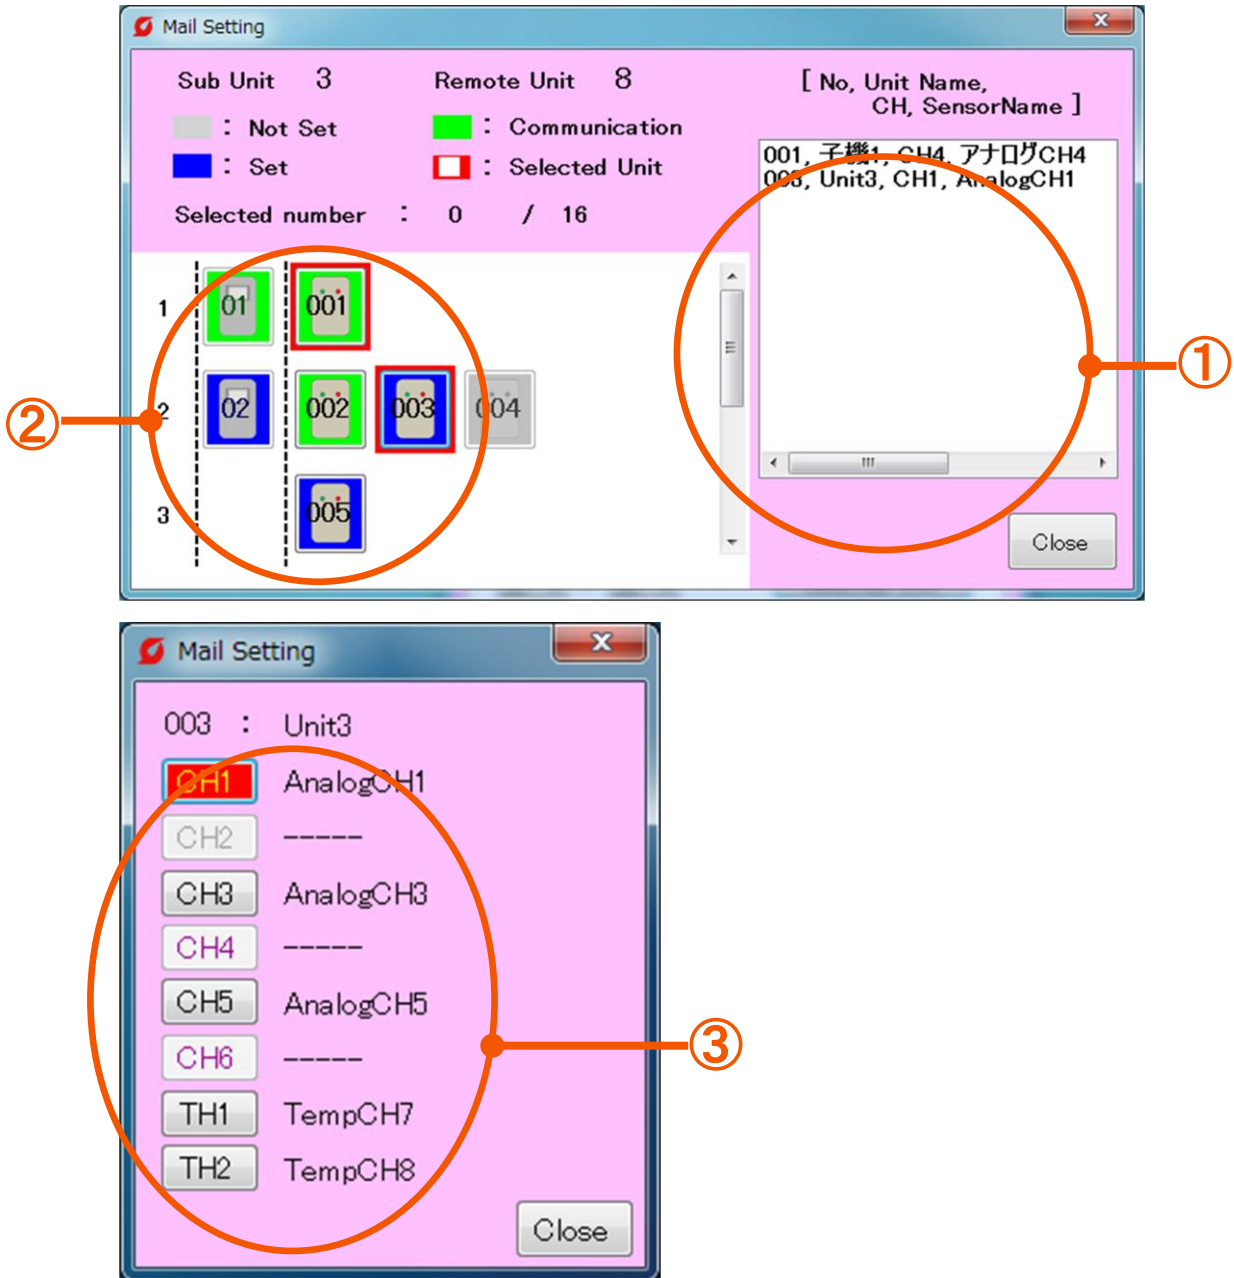 Mail Setting
Sub Unit 3 Remote Unit 8
: Not Set : Communication
: Set : Selected Unit
Selected number : 0 / 16
[ No, Unit Name,
CH, SensorName ]
001, 子機1, CH4, アナログCH4
003, Unit3, CH1, AnalogCH1
1 01 001
2 02 002 003 004
3 005
Close
①
②
Mail Setting
003 : Unit3
CH1 AnalogCH1
CH2 -----
CH3 AnalogCH3
CH4 -----
CH5 AnalogCH5
CH6 -----
TH1 TempCH7
TH2 TempCH8
Close
③